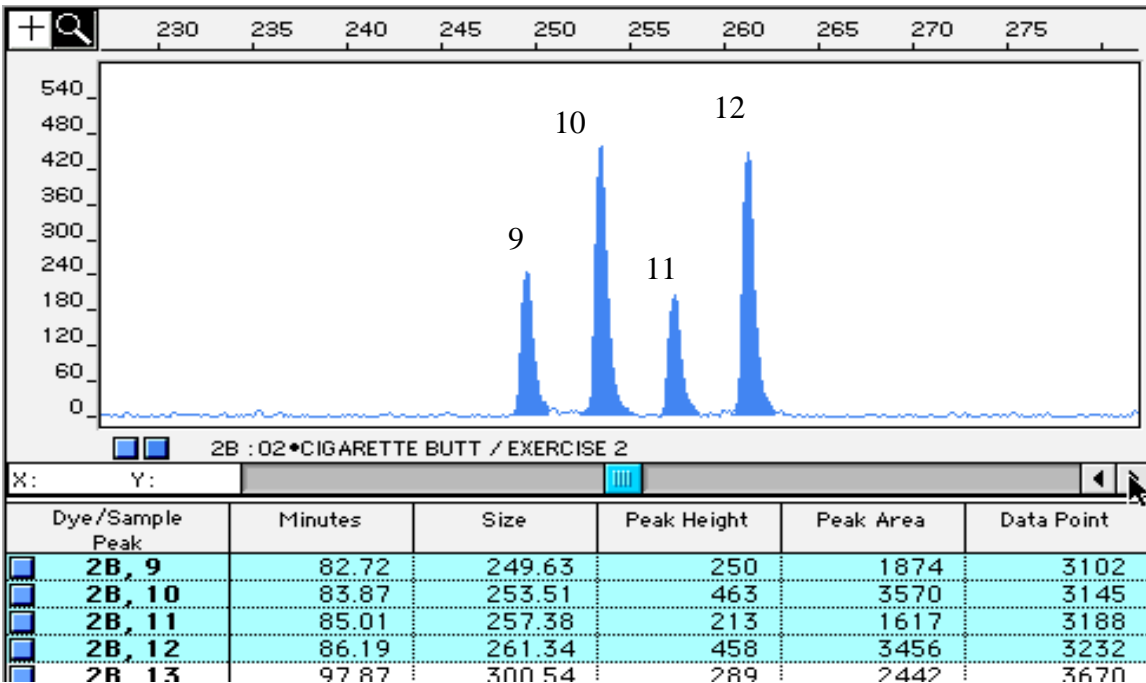 230 235 240 245 250 255 260 265 270 275
540
480
420
360
300
240
180
120
60
0
12
10
9
11
2B : 02•CIGARETTE BUTT / EXERCISE 2
X: Y:
Dye/Sample Peak Minutes Size Peak Height Peak Area Data Point
2B, 9 82.72 249.63 250 1874 3102
2B, 10 83.87 253.51 463 3570 3145
2B, 11 85.01 257.38 213 1617 3188
2B, 12 86.19 261.34 458 3456 3232
2B, 13 97.87 300.54 289 2442 3670